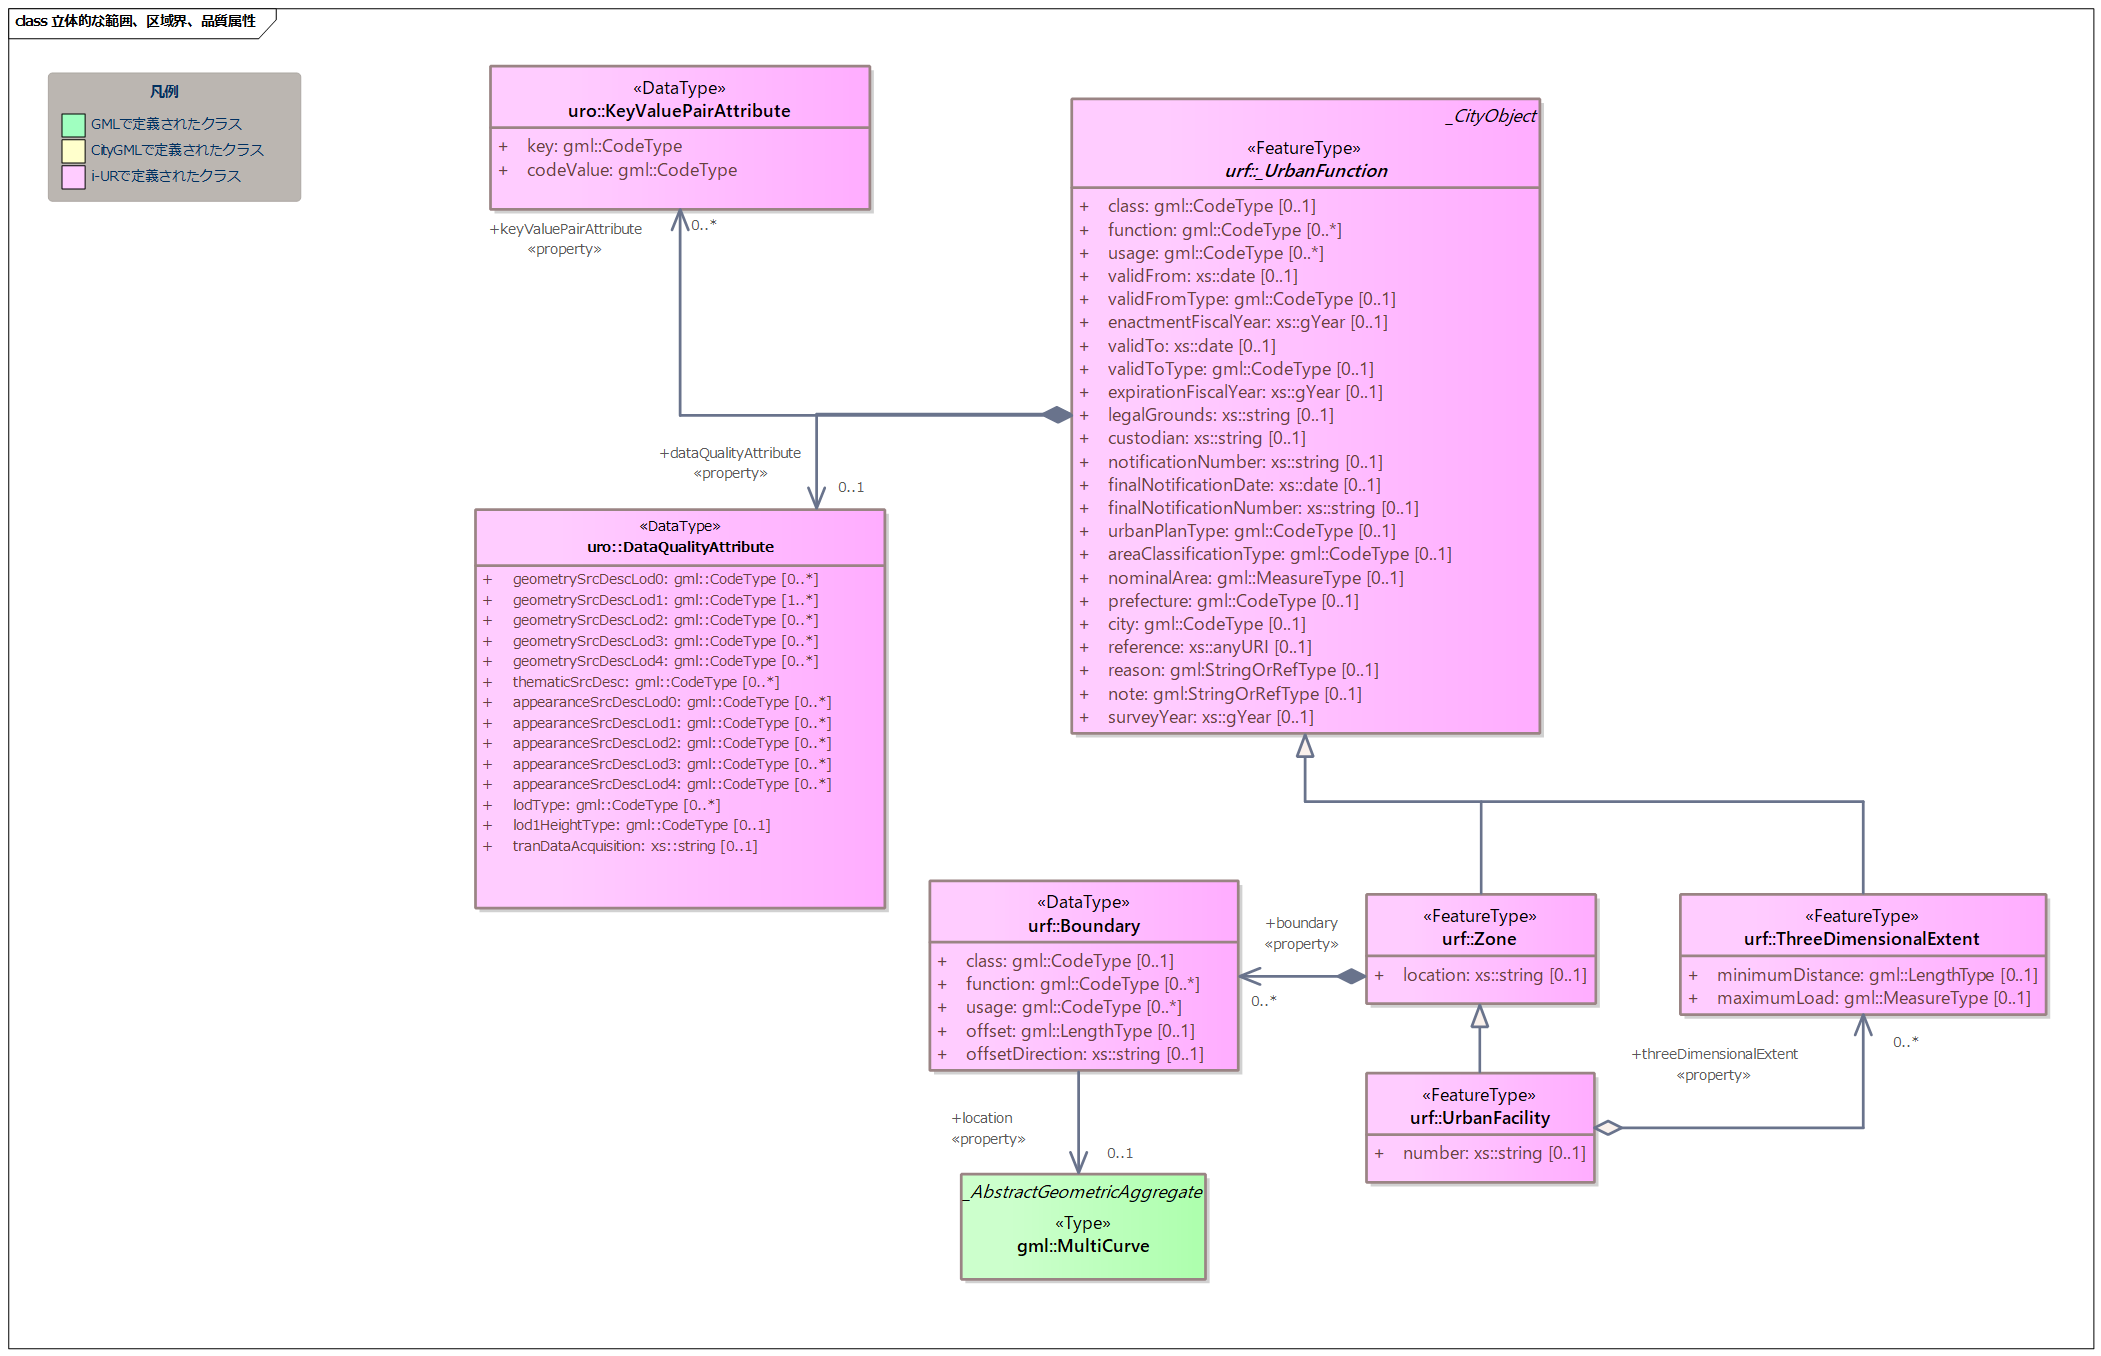 class 立体的な範囲、区域界、品質属性
凡例
GMLで定義されたクラス
CityGMLで定義されたクラス
i-URで定義されたクラス
«DataType»
uro::KeyValuePairAttribute
+ key: gml::CodeType
+ codeValue: gml::CodeType
+keyValuePairAttribute
«property»
0..*
_CityObject
«FeatureType»
urf::_UrbanFunction
+ class: gml::CodeType [0..1]
+ function: gml::CodeType [0..*]
+ usage: gml::CodeType [0..*]
+ validFrom: xs::date [0..1]
+ validFromType: gml::CodeType [0..1]
+ enactmentFiscalYear: xs::gYear [0..1]
+ validTo: xs::date [0..1]
+ validToType: gml::CodeType [0..1]
+ expirationFiscalYear: xs::gYear [0..1]
+ legalGrounds: xs::string [0..1]
+ custodian: xs::string [0..1]
+ notificationNumber: xs::string [0..1]
+ finalNotificationDate: xs::date [0..1]
+ finalNotificationNumber: xs::string [0..1]
+ urbanPlanType: gml::CodeType [0..1]
+ areaClassificationType: gml::CodeType [0..1]
+ nominalArea: gml::MeasureType [0..1]
+ prefecture: gml::CodeType [0..1]
+ city: gml::CodeType [0..1]
+ reference: xs::anyURI [0..1]
+ reason: gml:StringOrRefType [0..1]
+ note: gml:StringOrRefType [0..1]
+ surveyYear: xs::gYear [0..1]
+dataQualityAttribute
«property»
0..1
«DataType»
uro::DataQualityAttribute
+ geometrySrcDescLod0: gml::CodeType [0..*]
+ geometrySrcDescLod1: gml::CodeType [1..*]
+ geometrySrcDescLod2: gml::CodeType [0..*]
+ geometrySrcDescLod3: gml::CodeType [0..*]
+ geometrySrcDescLod4: gml::CodeType [0..*]
+ thematicSrcDesc: gml::CodeType [0..*]
+ appearanceSrcDescLod0: gml::CodeType [0..*]
+ appearanceSrcDescLod1: gml::CodeType [0..*]
+ appearanceSrcDescLod2: gml::CodeType [0..*]
+ appearanceSrcDescLod3: gml::CodeType [0..*]
+ appearanceSrcDescLod4: gml::CodeType [0..*]
+ lodType: gml::CodeType [0..*]
+ lod1HeightType: gml::CodeType [0..1]
+ tranDataAcquisition: xs::string [0..1]
«DataType»
urf::Boundary
+ class: gml::CodeType [0..1]
+ function: gml::CodeType [0..*]
+ usage: gml::CodeType [0..*]
+ offset: gml::LengthType [0..1]
+ offsetDirection: xs::string [0..1]
+boundary
«property»
0..*
«FeatureType»
urf::Zone
+ location: xs::string [0..1]
«FeatureType»
urf::ThreeDimensionalExtent
+ minimumDistance: gml::LengthType [0..1]
+ maximumLoad: gml::MeasureType [0..1]
+threeDimensionalExtent
«property»
0..*
«FeatureType»
urf::UrbanFacility
+ number: xs::string [0..1]
+location
«property»
0..1
_AbstractGeometricAggregate
«Type»
gml::MultiCurve